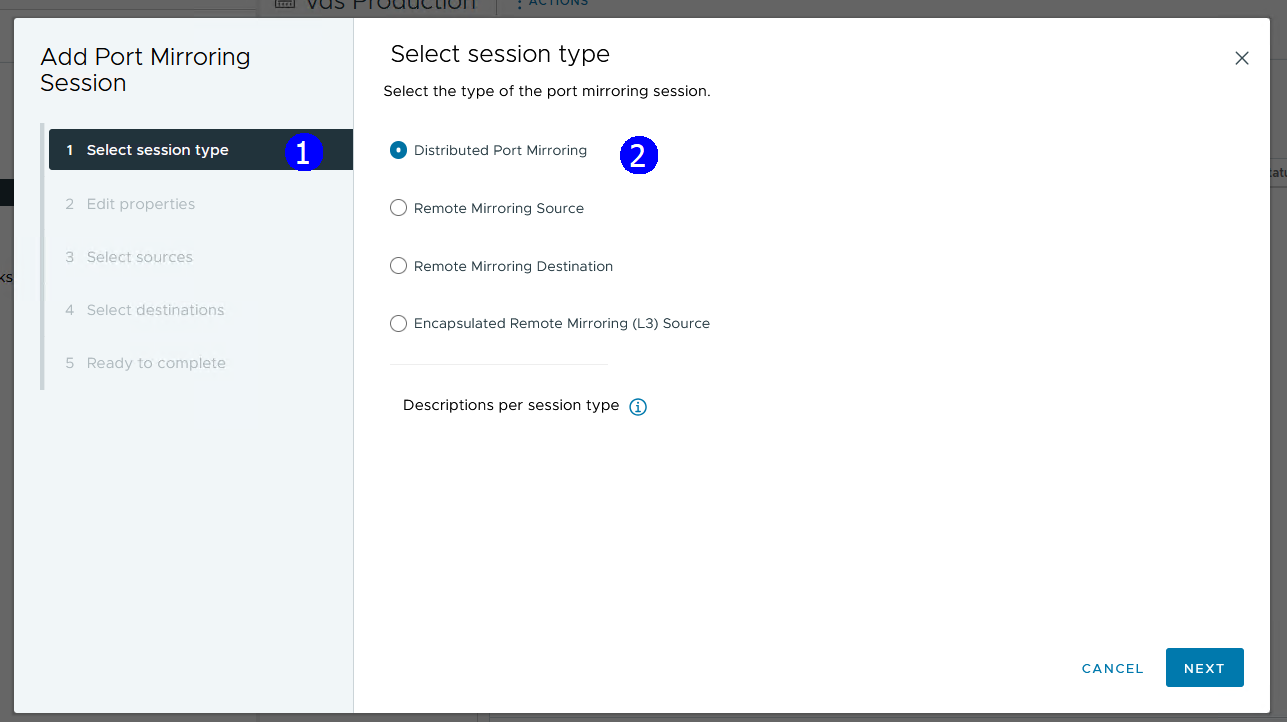 vds Production
ACTIONS
Add Port Mirroring
Session
1 Select session type
1
2 Edit properties
3 Select sources
4 Select destinations
5 Ready to complete
Select session type
Select the type of the port mirroring session.
Distributed Port Mirroring
2
Remote Mirroring Source
Remote Mirroring Destination
Encapsulated Remote Mirroring (L3) Source
Descriptions per session type
CANCEL
NEXT